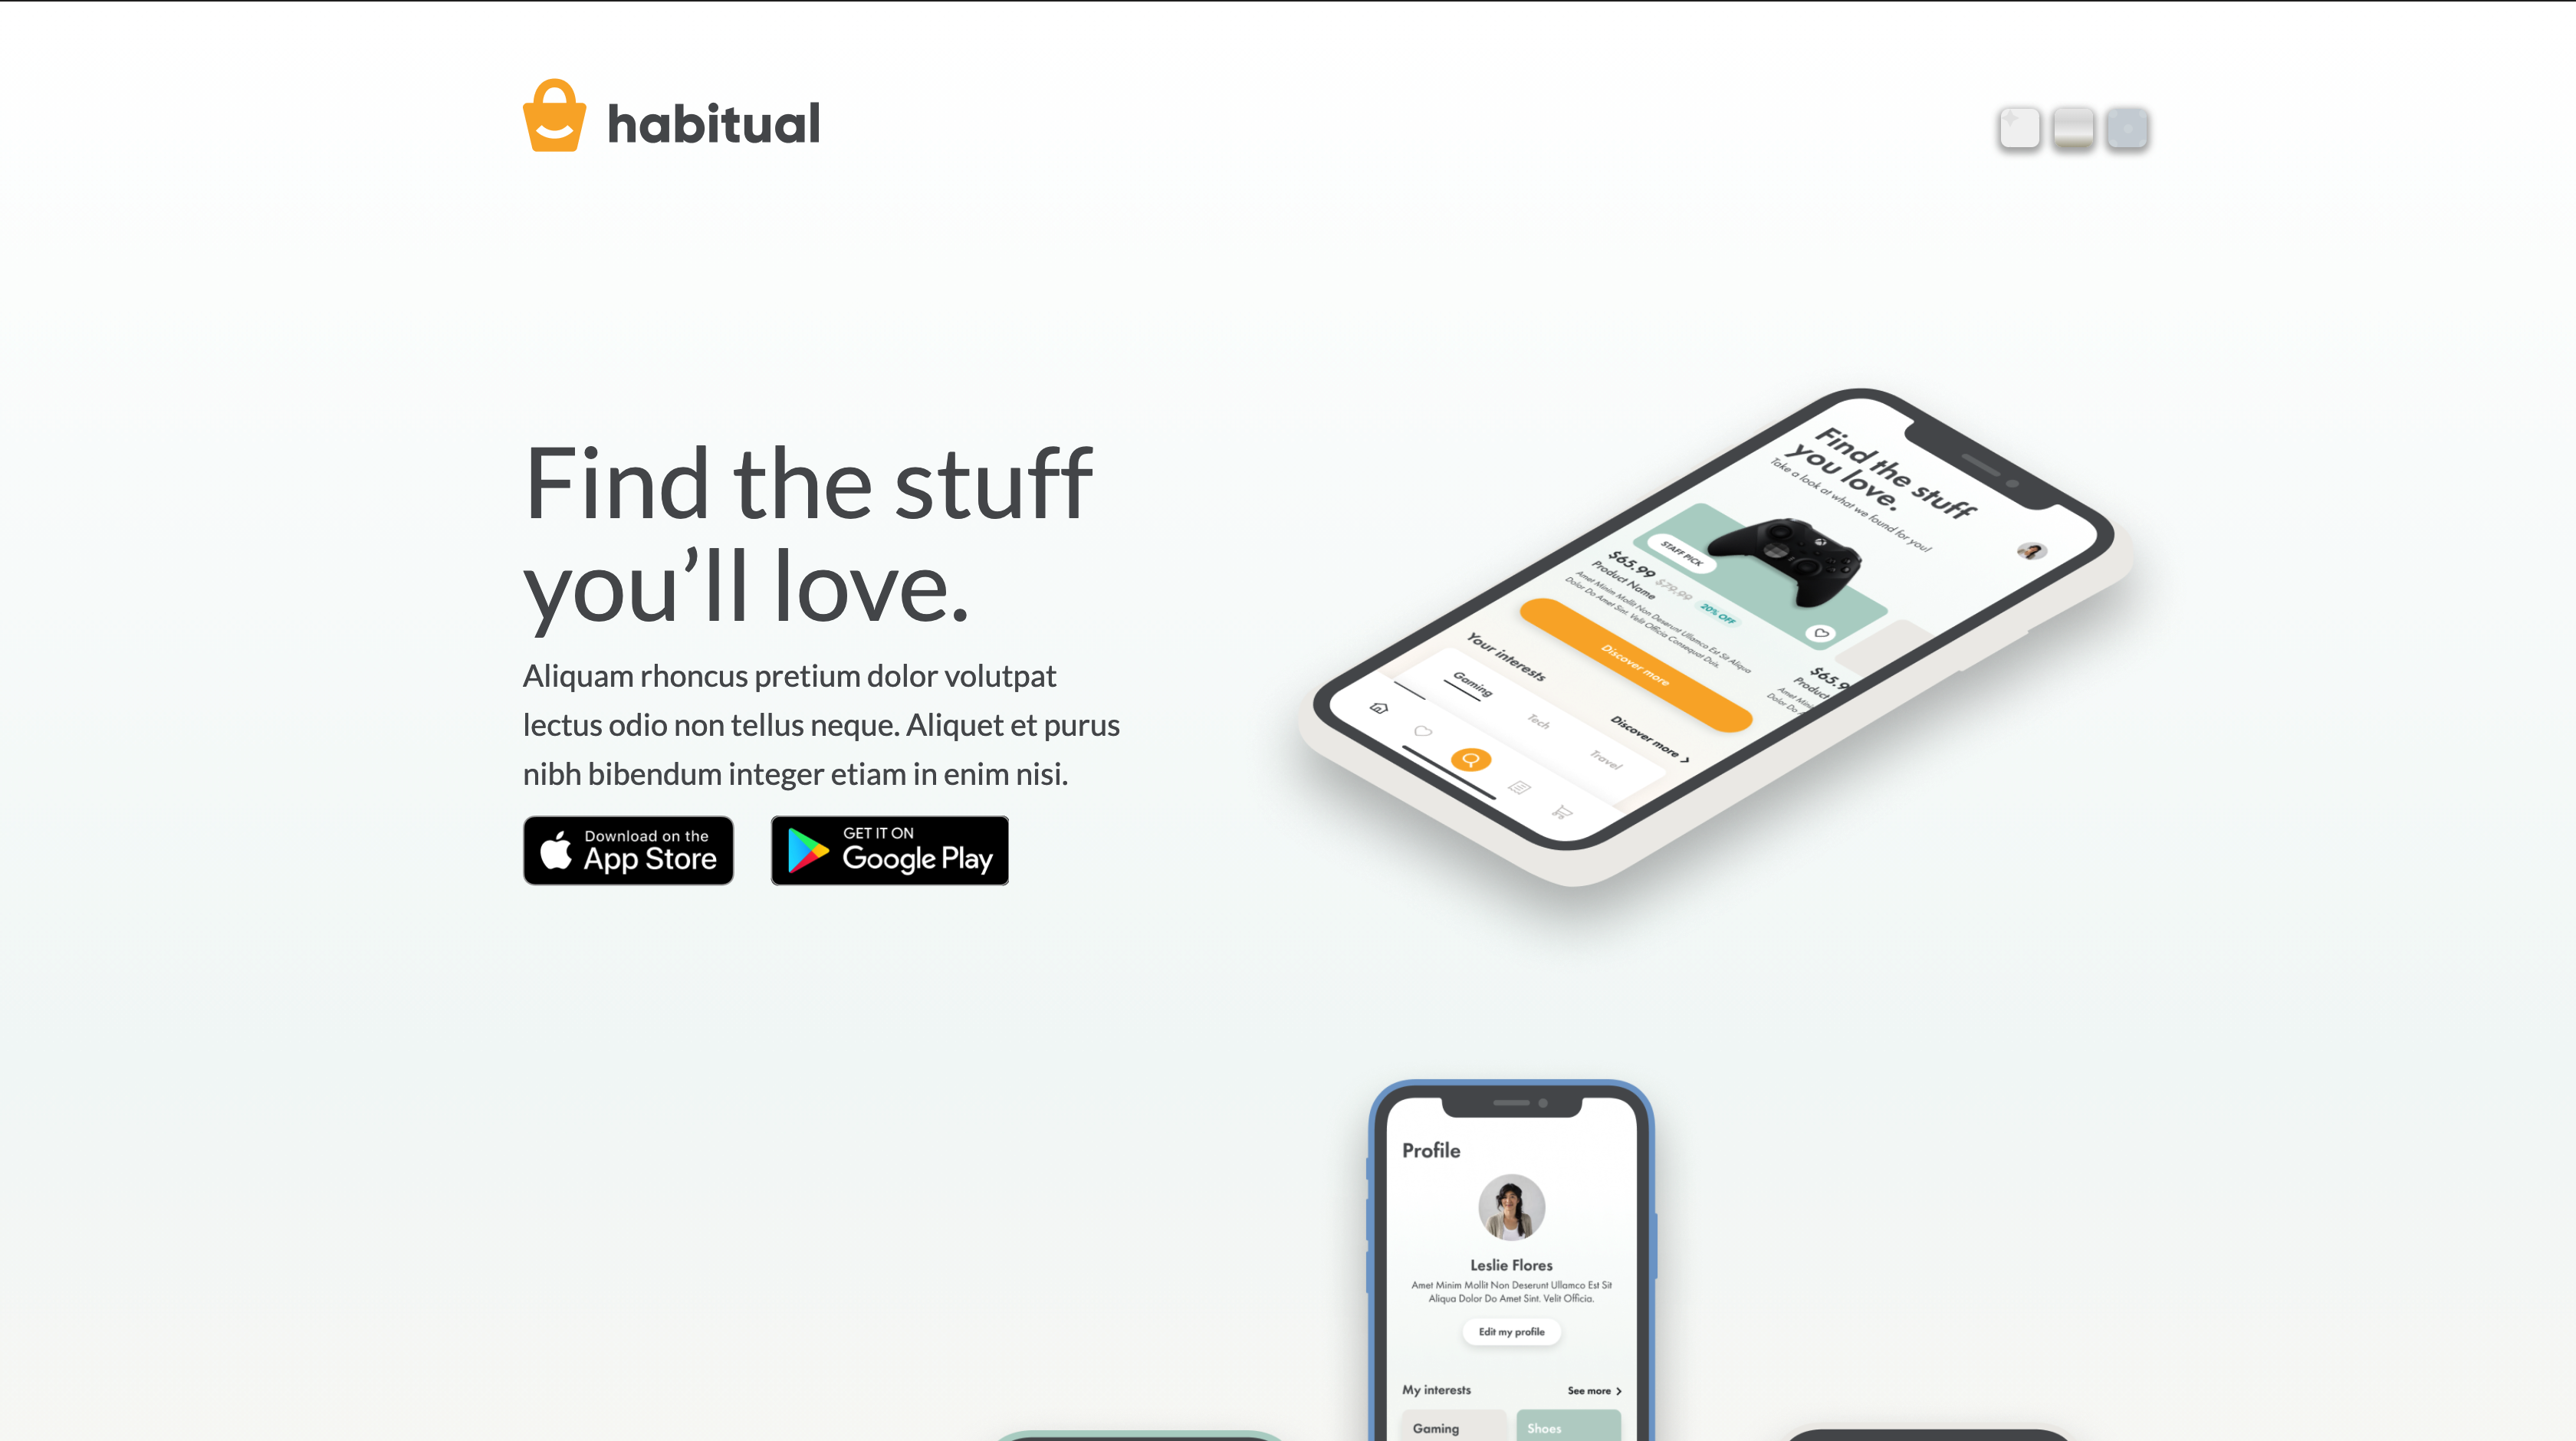 habitual
Find the stuff
you’ll love.
Aliquam rhoncus pretium dolor volutpat
lectus odio non tellus neque. Aliquet et purus
nibh bibendum integer etiam in enim nisi.
Download on the
App Store
GET IT ON
Google Play
Find the stuff
you love.
Take a look at what we found for you!
STAFF PICK
$65.99 $79.99 20% OFF
Product Name
Amet Minim Mollit Non Deserunt Ullamco Est Sit Aliqua
Dolor Do Amet Sint. Velit Officia Consequat Duis.
$65.9
Product
Amet Mini
Dolor Do
Discover more
Your interests
Discover more
Gaming
Tech
Travel
Profile
Leslie Flores
Amet Minim Mollit Non Deserunt Ullamco Est Sit
Aliqua Dolor Do Amet Sint. Velit Officia.
Edit my profile
My interests
See more
Gaming
Shoes